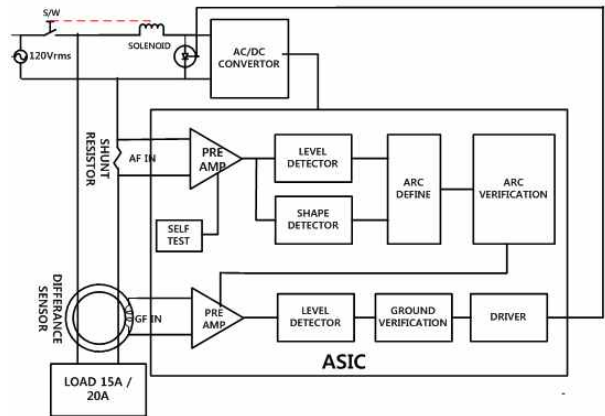 S/W
SOLENOID
120Vrms
AC/DC
CONVERTOR
SHUNT
RESISTOR
AF IN
PRE
AMP
LEVEL
DETECTOR
SHAPE
DETECTOR
ARC
DEFINE
ARC
VERIFICATION
SELF
TEST
DIFFERANCE
SENSOR
GF IN
PRE
AMP
LEVEL
DETECTOR
GROUND
VERIFICATION
DRIVER
ASIC
LOAD 15A /
20A